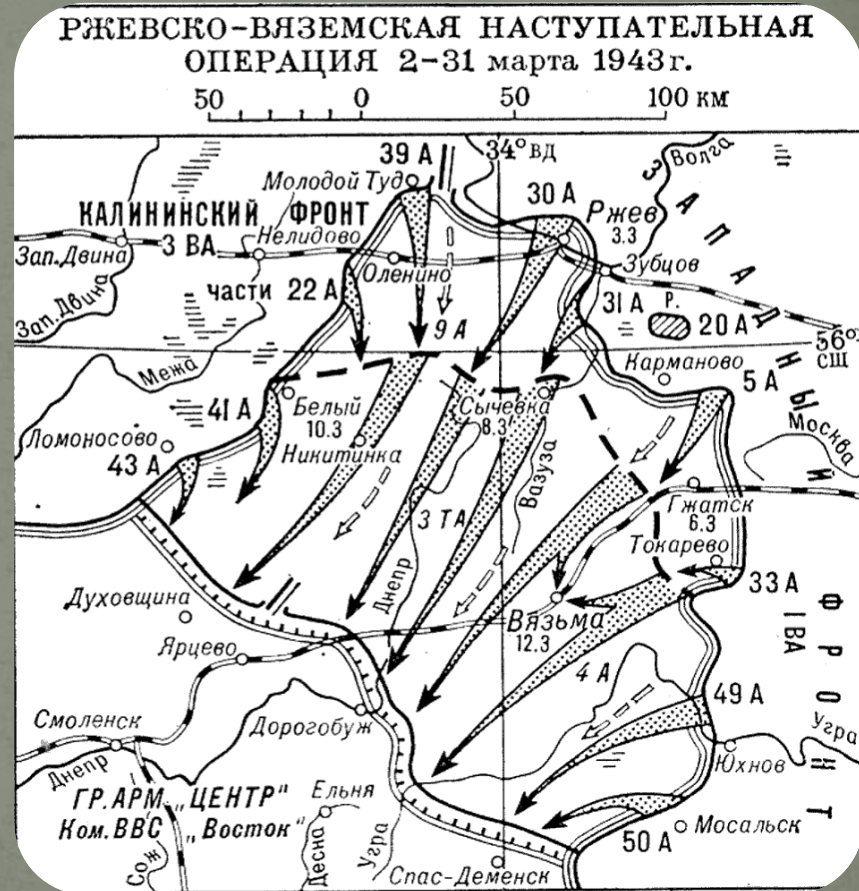 РЖЕВСКО-ВЯЗЕМСКАЯ НАСТУПАТЕЛЬНАЯ
ОПЕРАЦИЯ 2-31 марта 1943 г.
50 0 50 100 км
39 А
34° ВД
Волга
Молодой Туд
30 А
Ржев
3.3
КАЛИНИНСКИЙ ФРОНТ
3 ВА
Нелидово
Зап. Двина
Оленино
Зубцов
ЗАПАДНЫЙ
части 22 А
31 А
Р.
20 А
Зап. Двина
9 А
56°
СШ
Межа
Карманово
5 А
41 А
Белый
10.3
Сычевка
8.3
Москва
Ломоносово
43 А
Никитинка
Вазуза
Гжатск
6.3
3 ТА
Токарево
Днепр
33 А
Духовщина
Вязьма
12.3
ФРОНТ
1 ВА
Ярцево
4 А
49 А
Смоленск
Дорогобуж
Угра
Юхнов
Днепр
ГР. АРМ. „ЦЕНТР"
Ком. ВВС „Восток"
Ельня
50 А
Мосальск
Сож
Десна
Угра
Спас-Деменск